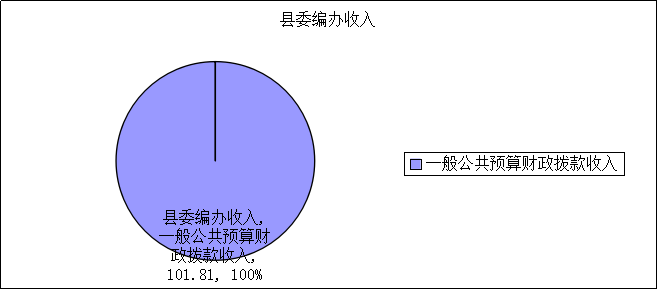 县委编办收入
一般公共预算财政拨款收入
县委编办收入,
一般公共预算财
政拨款收入,
101.81, 100%